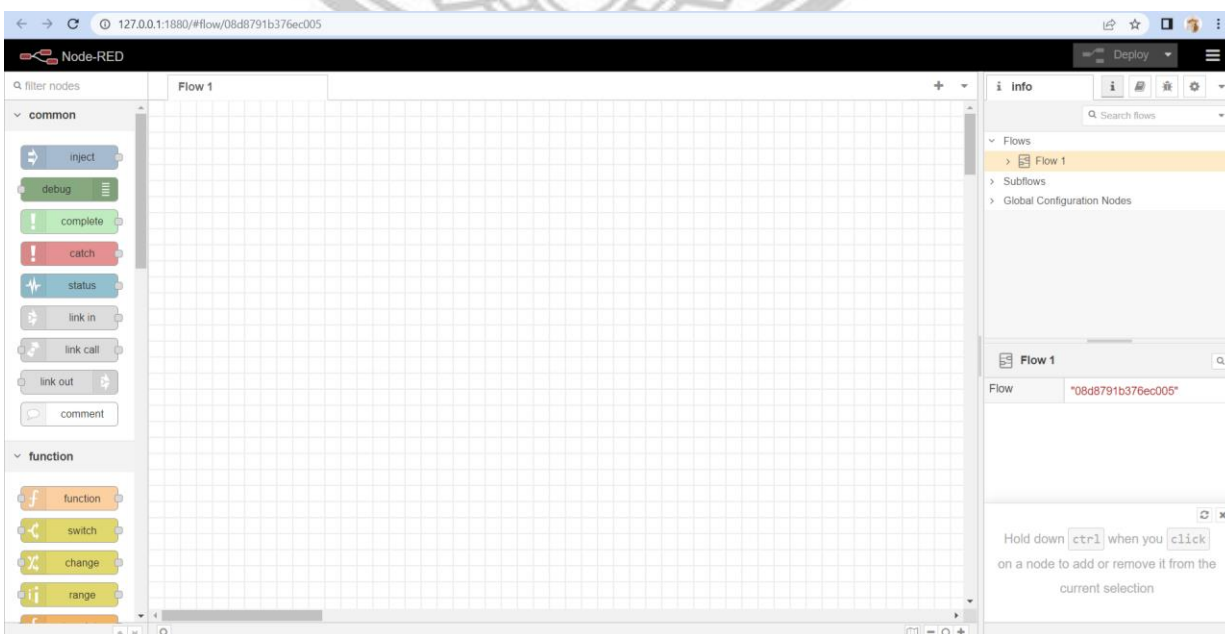 127.0.0.1:1880/#flow/08d8791b376ec005
Node-RED
Deploy
filter nodes
Flow 1
info
i
common
Search flows
inject
Flows
Flow 1
debug
Subflows
complete
Global Configuration Nodes
catch
status
link in
link call
link out
Flow 1
Flow
"08d8791b376ec005"
comment
function
function
switch
Hold down ctrl when you click
change
on a node to add or remove it from the
range
current selection